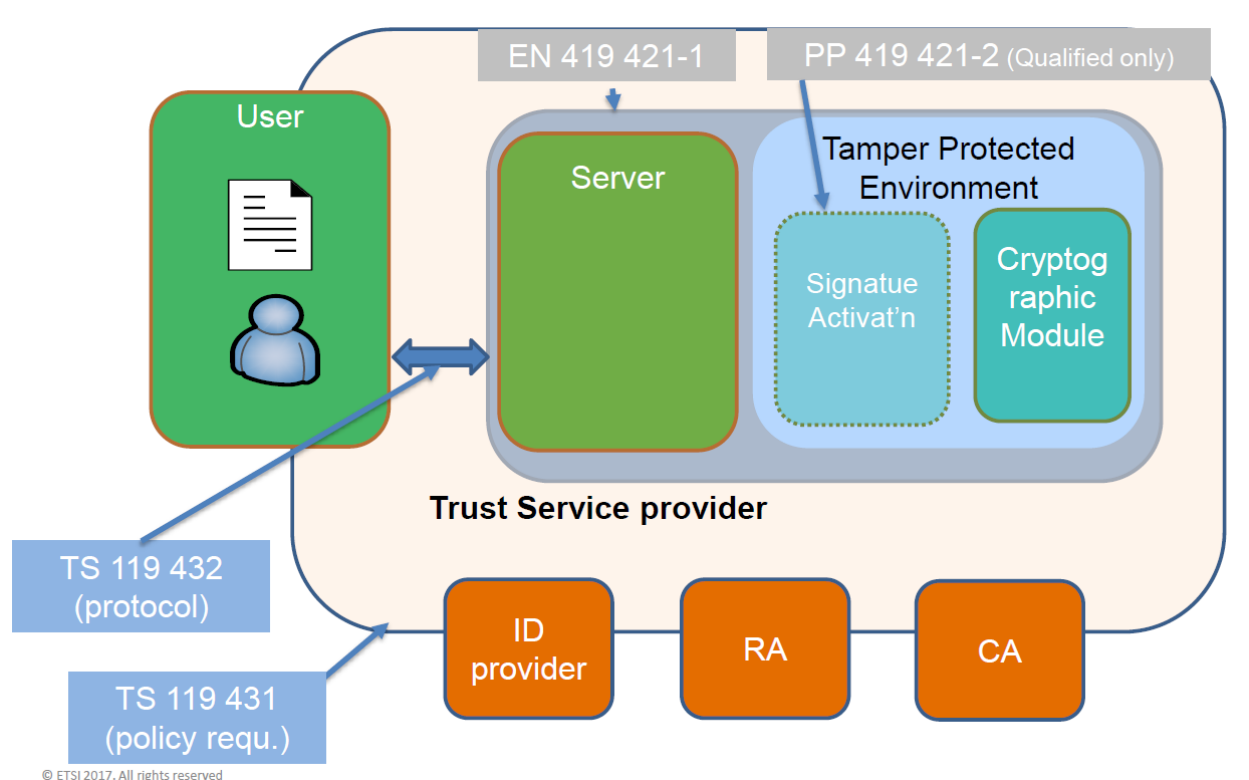 EN 419 421-1
PP 419 421-2 (Qualified only)
User
Server
Tamper Protected
Environment
Signatue
Activat’n
Cryptog
raphic
Module
Trust Service provider
TS 119 432
(protocol)
TS 119 431
(policy requ.)
ID
provider
RA
CA
© ETSI 2017. All rights reserved